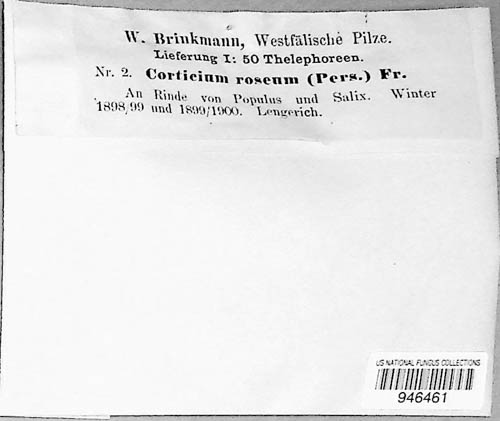 W. Brinkmann, Westfälische Pilze.
Lieferung I: 50 Thelephoreen.
Nr. 2. Corticium roseum (Pers.) Fr.
An Rinde von Populus und Salix. Winter
1898/99 und 1899/1900. Lengerich.
US NATIONAL FUNGUS COLLECTIONS
946461